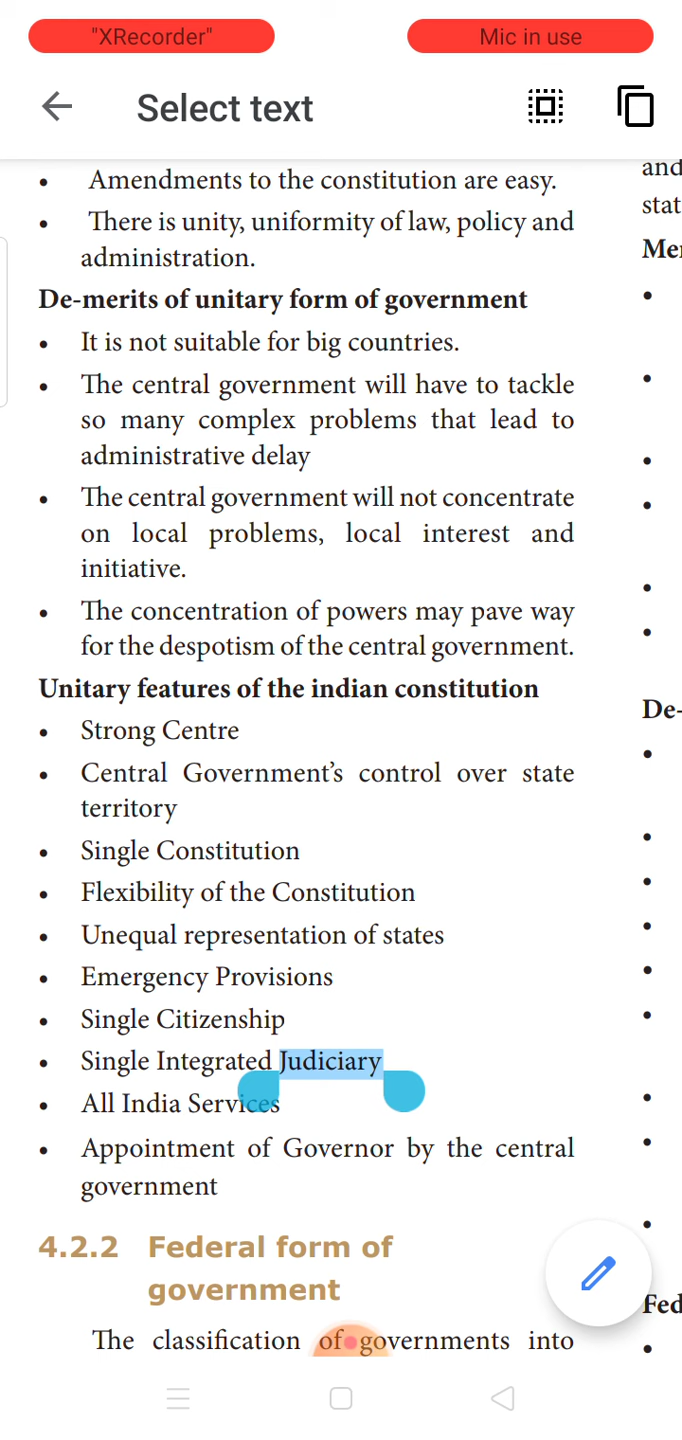 "XRecorder"
Mic in use
Select text
• Amendments to the constitution are easy.
• There is unity, uniformity of law, policy and
administration.
De-merits of unitary form of government
• It is not suitable for big countries.
• The central government will have to tackle
so many complex problems that lead to
administrative delay
• The central government will not concentrate
on local problems, local interest and
initiative.
• The concentration of powers may pave way
for the despotism of the central government.
Unitary features of the indian constitution
• Strong Centre
• Central Government's control over state
territory
• Single Constitution
• Flexibility of the Constitution
• Unequal representation of states
• Emergency Provisions
• Single Citizenship
• Single Integrated Judiciary
• All India Services
• Appointment of Governor by the central
government
4.2.2 Federal form of
government
The classification of governments into
and